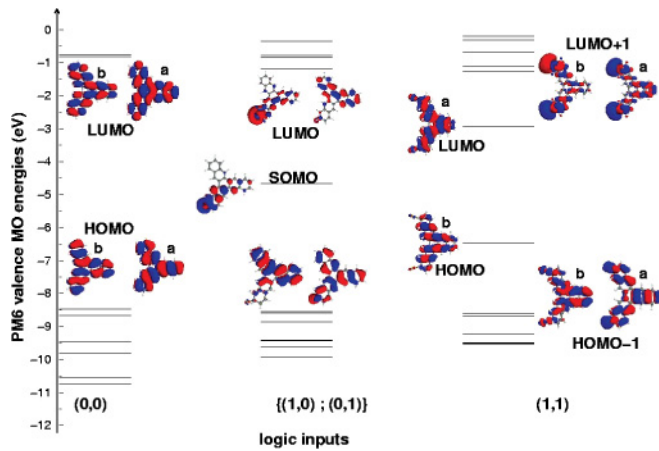 PM6 valence MO energies (eV)
0
−1
−2
−3
−4
−5
−6
−7
−8
−9
−10
−11
−12
b
a
LUMO
HOMO
b
a
(0,0)
LUMO
SOMO
{(1,0) ; (0,1)}
logic inputs
a
LUMO
b
HOMO
LUMO+1
b
a
b
a
HOMO−1
(1,1)